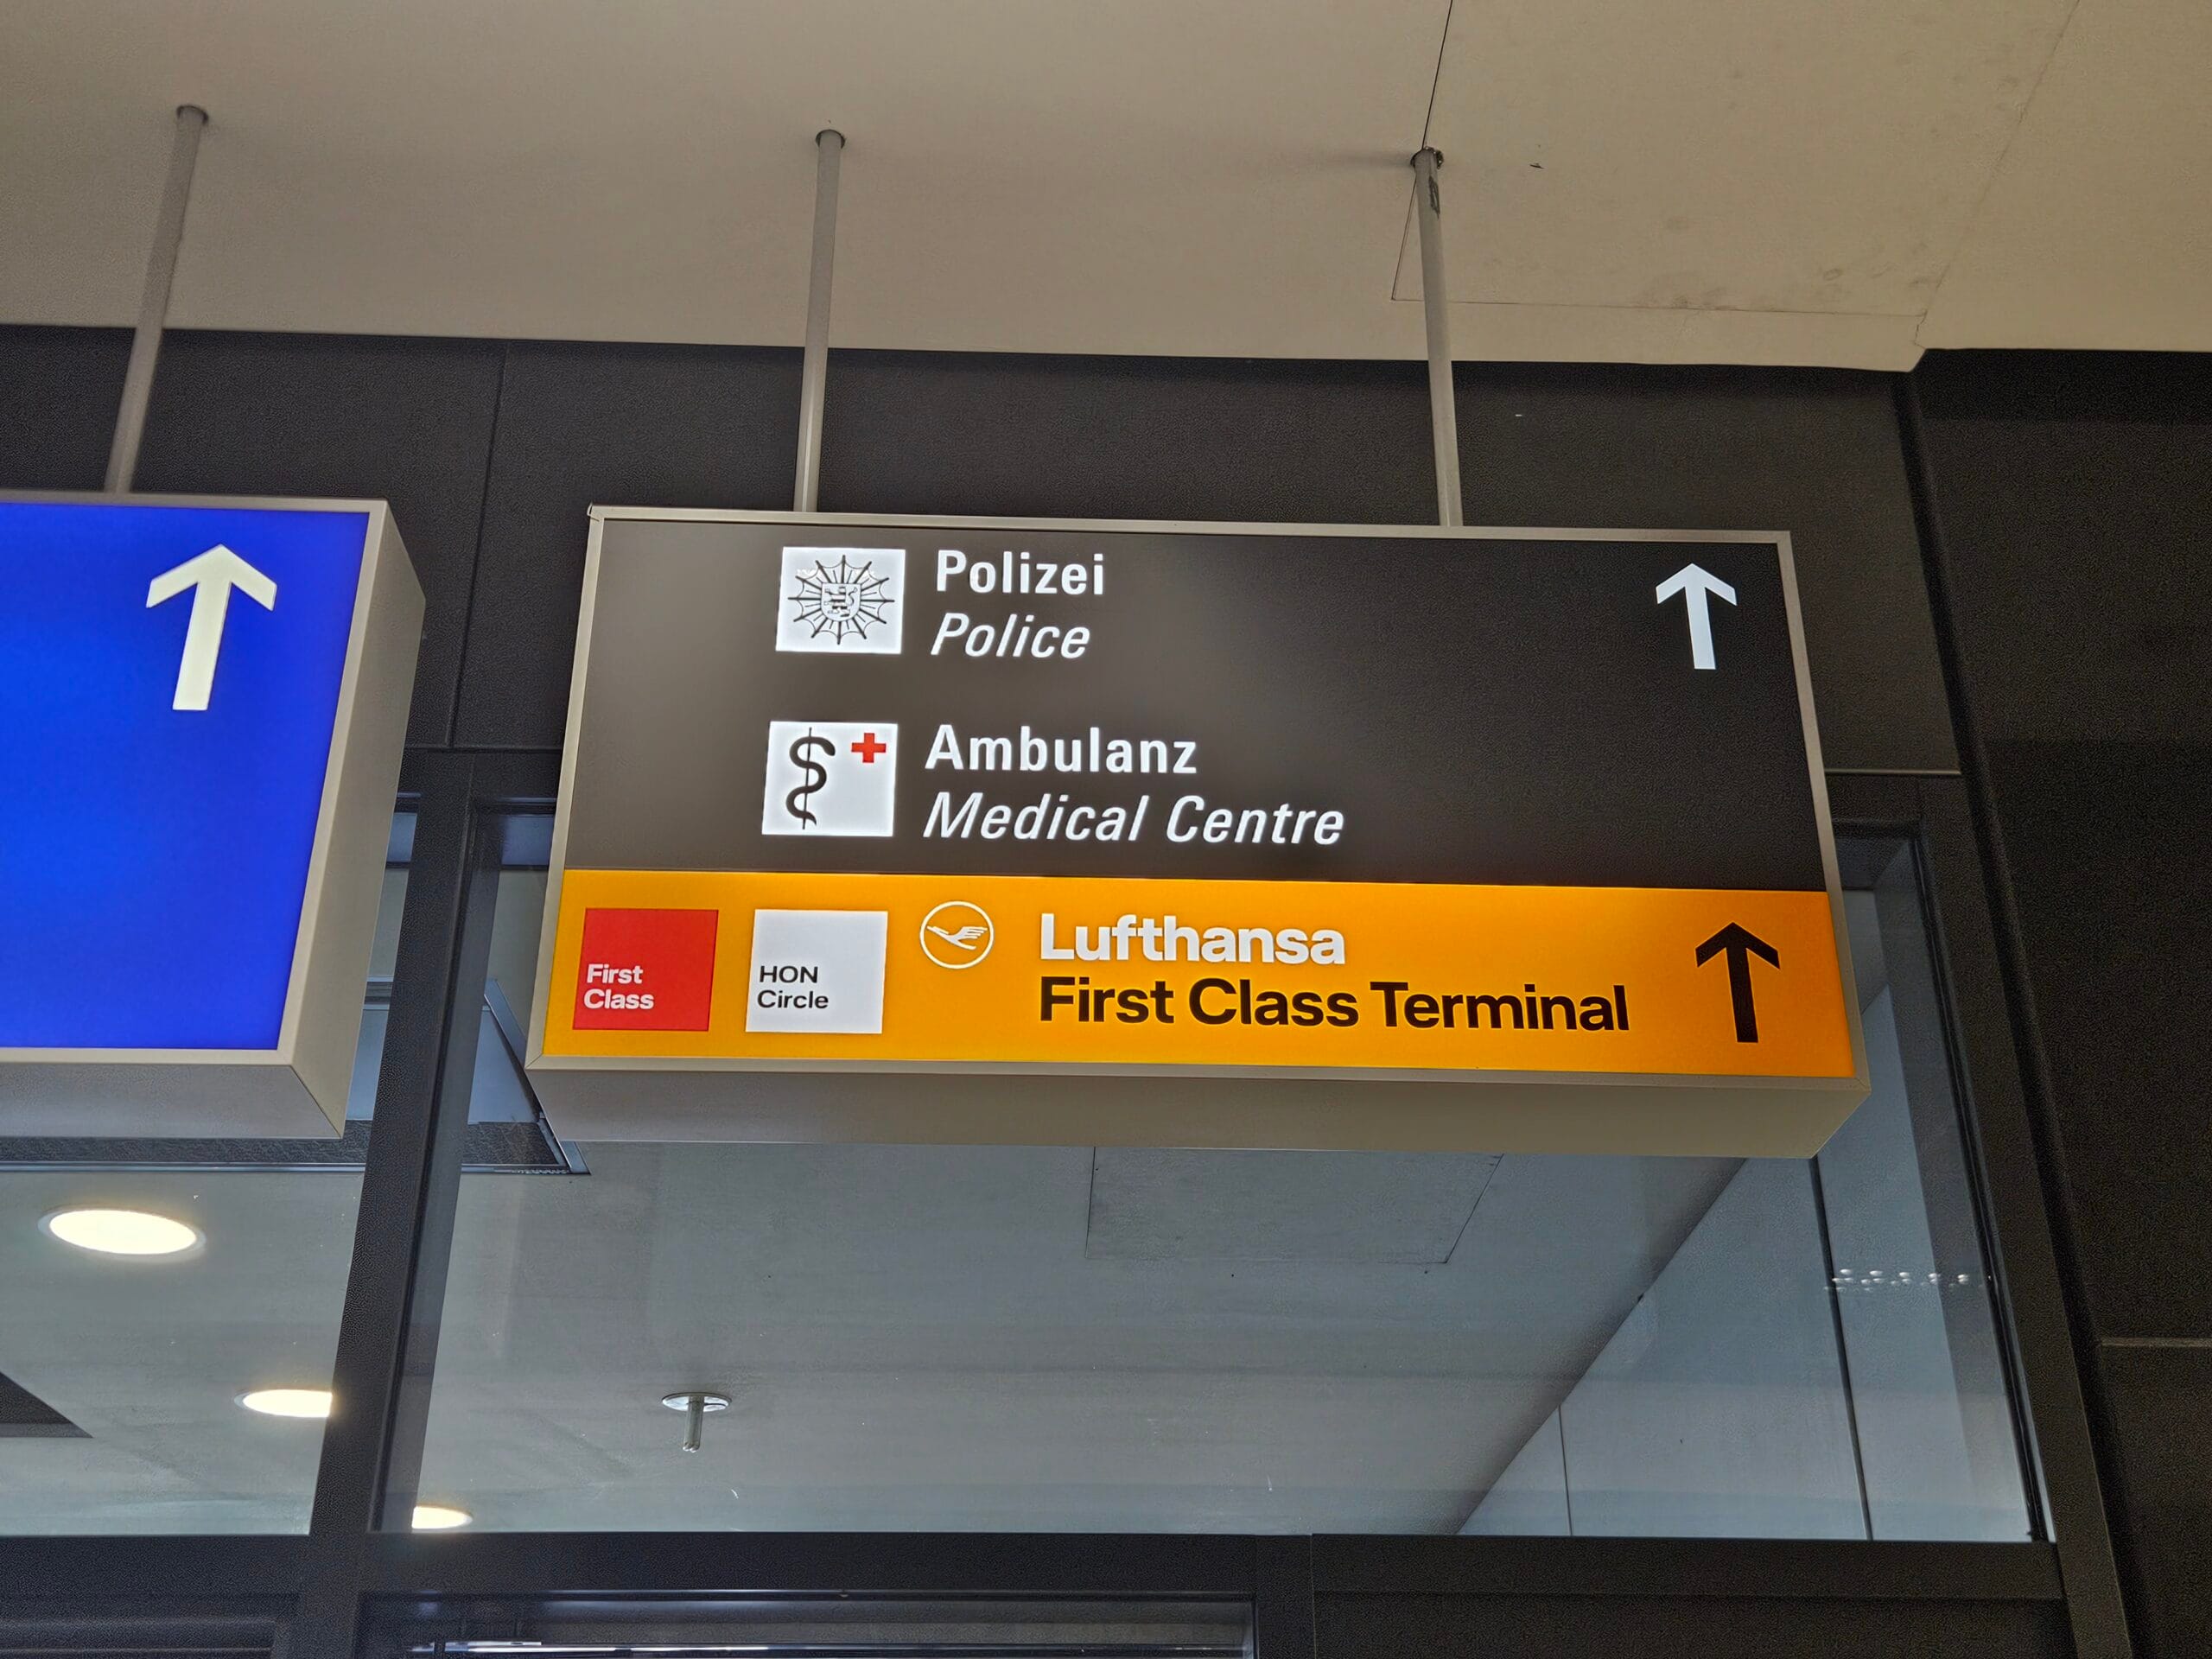 Polizei
Police
Ambulanz
Medical Centre
First
Class
HON
Circle
Lufthansa
First Class Terminal